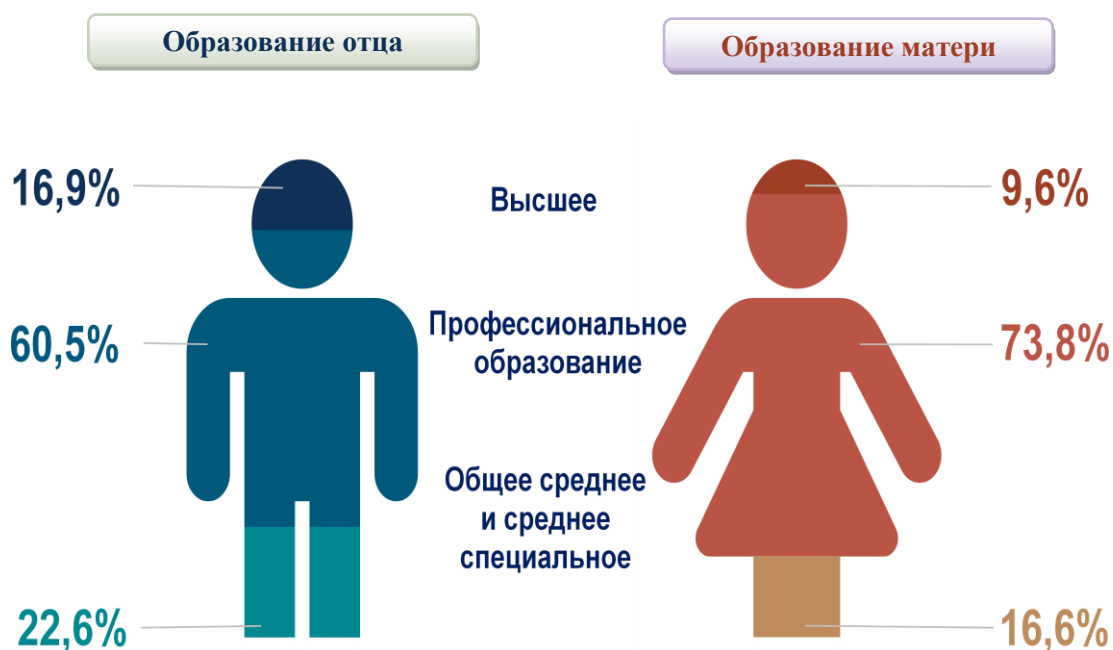 Образование отца
Образование матери
16,9%
Высшее
9,6%
60,5%
Профессиональное
образование
73,8%
Общее среднее
и среднее
специальное
22,6%
16,6%